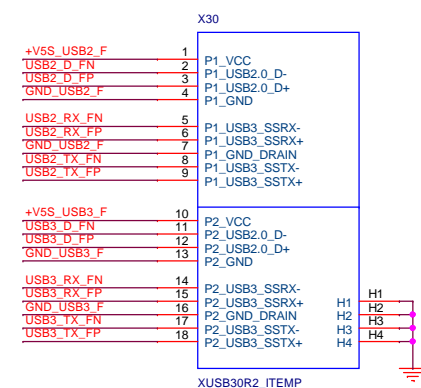 X30
+V5S_USB2_F 1 P1_VCC
USB2_D_FN 2 P1_USB2.0_D-
USB2_D_FP 3 P1_USB2.0_D+
GND_USB2_F 4 P1_GND
USB2_RX_FN 5 P1_USB3_SSRX-
USB2_RX_FP 6 P1_USB3_SSRX+
GND_USB2_F 7 P1_GND_DRAIN
USB2_TX_FN 8 P1_USB3_SSTX-
USB2_TX_FP 9 P1_USB3_SSTX+
+V5S_USB3_F 10 P2_VCC
USB3_D_FN 11 P2_USB2.0_D-
USB3_D_FP 12 P2_USB2.0_D+
GND_USB3_F 13 P2_GND
USB3_RX_FN 14 P2_USB3_SSRX-
USB3_RX_FP 15 P2_USB3_SSRX+ H1 H1
GND_USB3_F 16 P2_GND_DRAIN H2 H2
USB3_TX_FN 17 P2_USB3_SSTX- H3 H3
USB3_TX_FP 18 P2_USB3_SSTX+ H4 H4
XUSB30R2_ITEMP